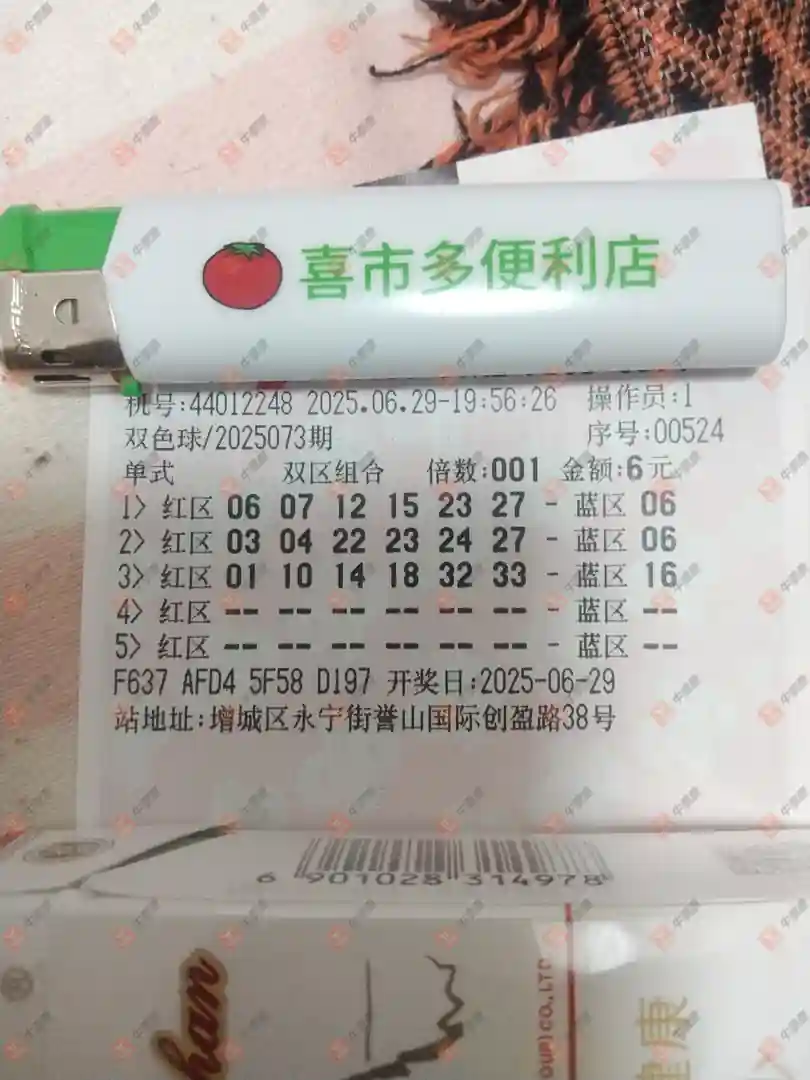 喜市多便利店
机号:44012248 2025.06.29-19:56:26 操作员:1
双色球/2025073期 序号:00524
单式 双区组合 倍数:001 金额:6元
1> 红区 06 07 12 15 23 27 - 蓝区 06
2> 红区 03 04 22 23 24 27 - 蓝区 06
3> 红区 01 10 14 18 32 33 - 蓝区 16
4> 红区 -- -- -- -- -- -- - 蓝区 --
5> 红区 -- -- -- -- -- -- - 蓝区 --
F637 AFD4 5F58 D197 开奖日:2025-06-29
站地址:增城区永宁街誉山国际创盈路38号
6 901028 314978
han
OUP) CO., LTD
健康